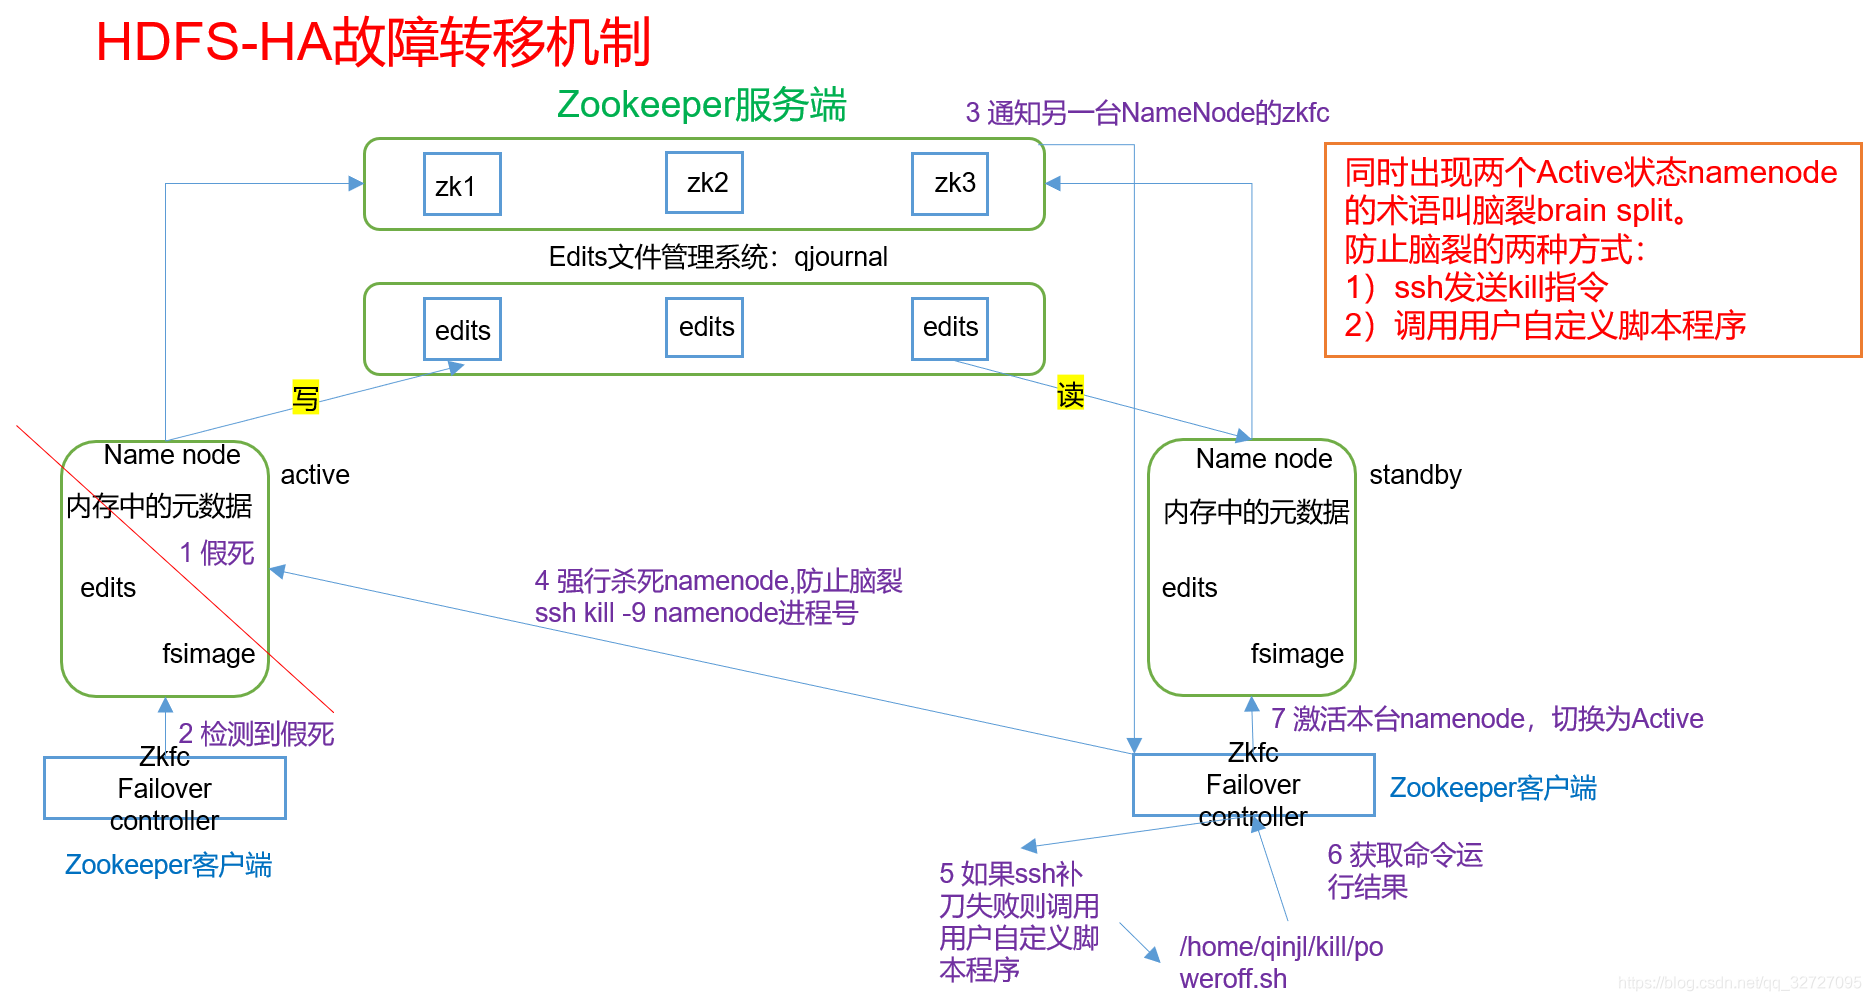 HDFS-HA故障转移机制
Zookeeper服务端
3 通知另一台NameNode的zkfc
zk1
zk2
zk3
同时出现两个Active状态namenode
的术语叫脑裂brain split。
防止脑裂的两种方式：
1）ssh发送kill指令
2）调用用户自定义脚本程序
Edits文件管理系统：qjournal
edits
edits
edits
写
读
Name node
active
内存中的元数据
1 假死
edits
fsimage
Name node
standby
内存中的元数据
edits
fsimage
4 强行杀死namenode,防止脑裂
ssh kill -9 namenode进程号
2 检测到假死
Zkfc
Failover
controller
Zookeeper客户端
7 激活本台namenode，切换为Active
Zkfc
Failover
controller
Zookeeper客户端
5 如果ssh补
刀失败则调用
用户自定义脚
本程序
6 获取命令运
行结果
/home/qinjl/kill/po
weroff.sh
https://blog.csdn.net/qq_32727095